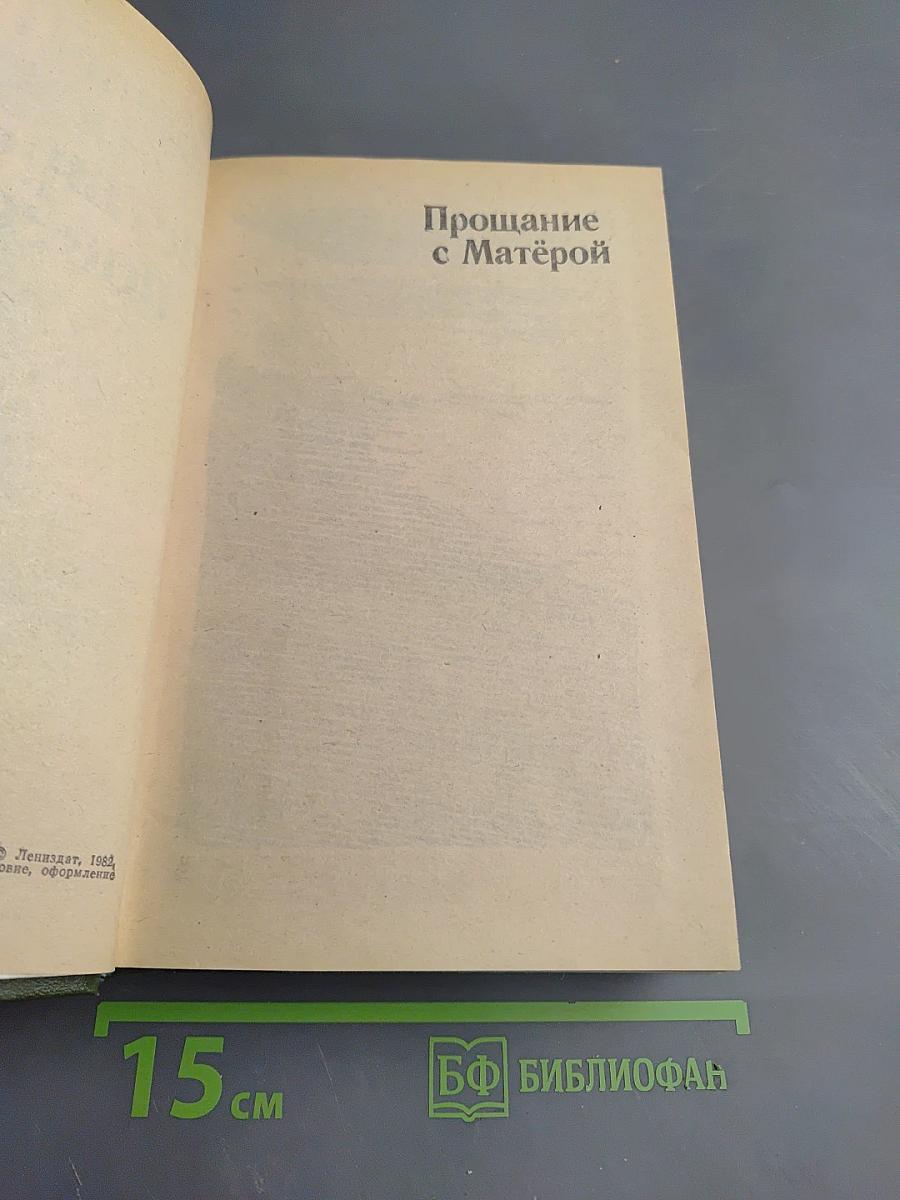 Прощание
с Матёрой
© Лениздат, 1982,
овие, оформление
15 см
БФ БИБЛИОФАН